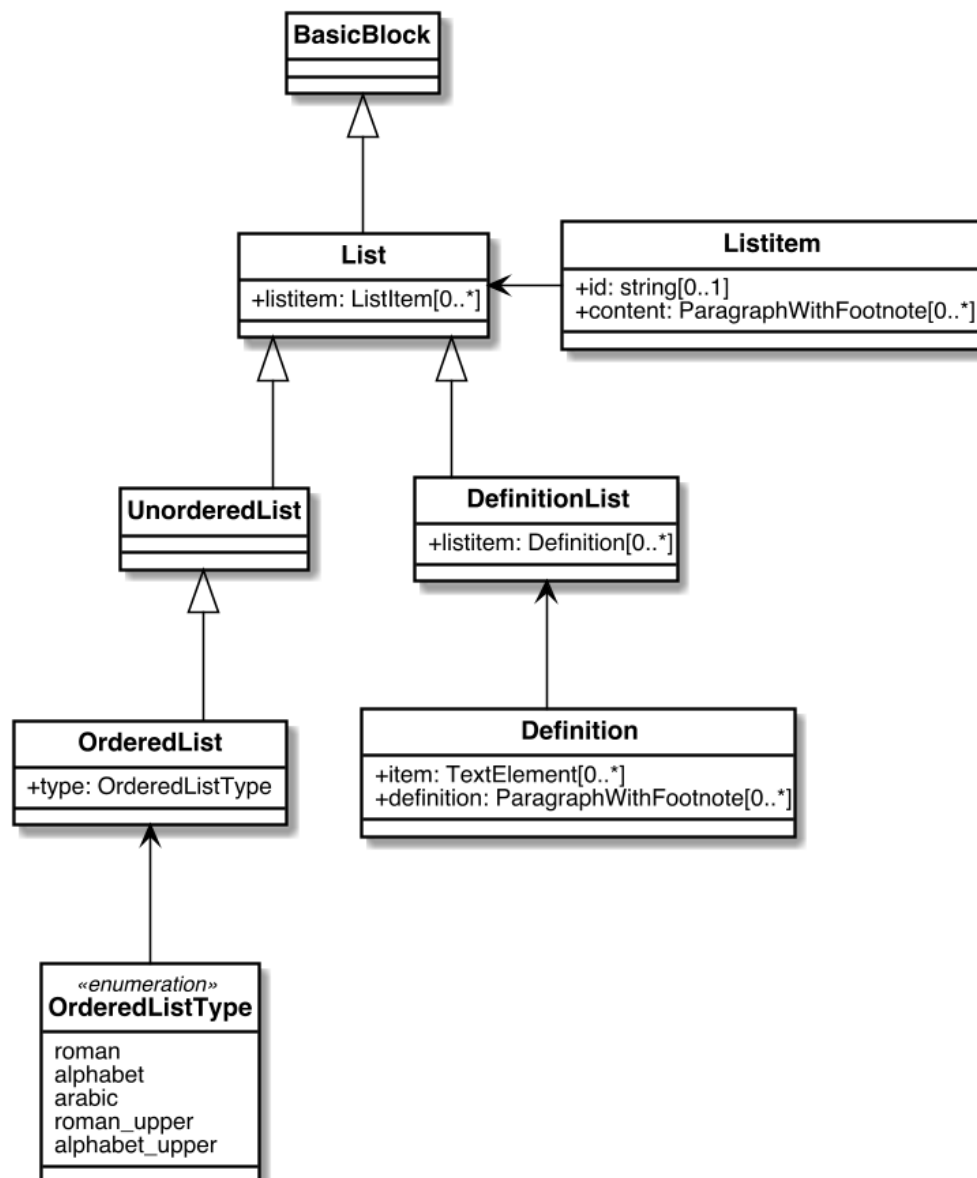 BasicBlock
List
+listitem: ListItem[0..*]
Listitem
+id: string[0..1]
+content: ParagraphWithFootnote[0..*]
UnorderedList
DefinitionList
+listitem: Definition[0..*]
OrderedList
+type: OrderedListType
Definition
+item: TextElement[0..*]
+definition: ParagraphWithFootnote[0..*]
«enumeration»
OrderedListType
roman
alphabet
arabic
roman_upper
alphabet_upper